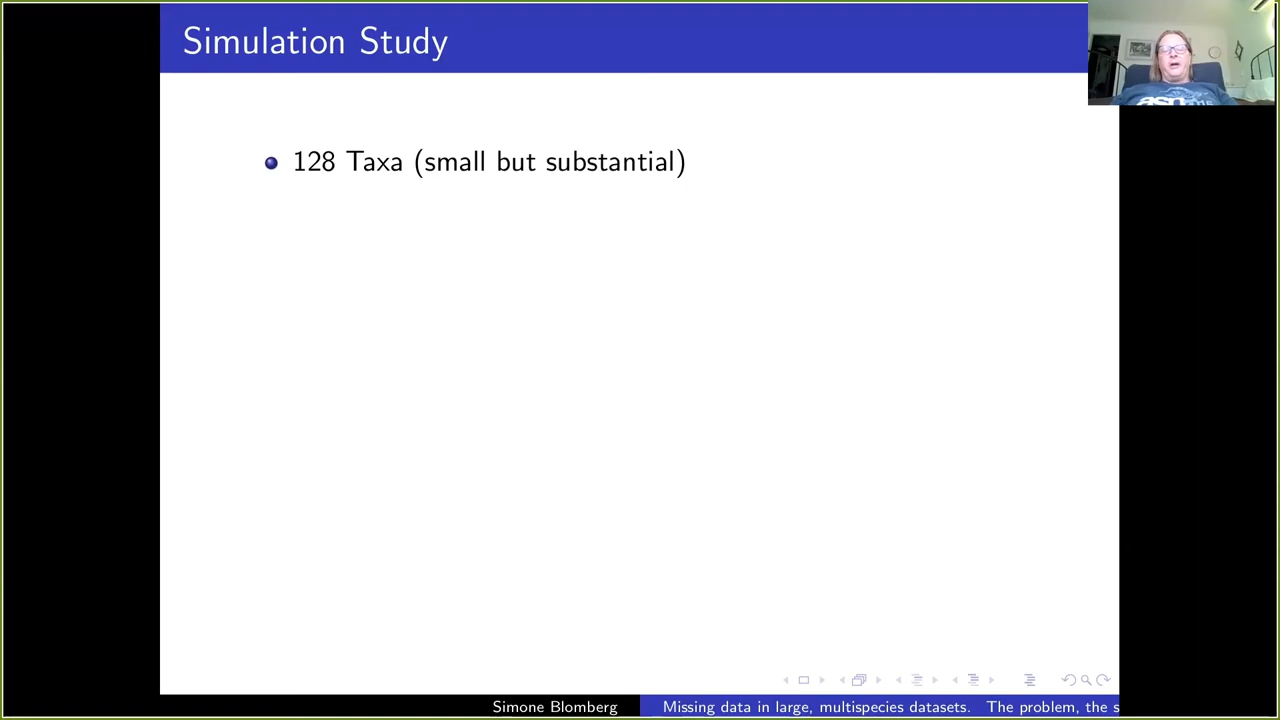 Simulation Study
128 Taxa (small but substantial)
Simone Blomberg
Missing data in large, multispecies datasets. The problem, the s